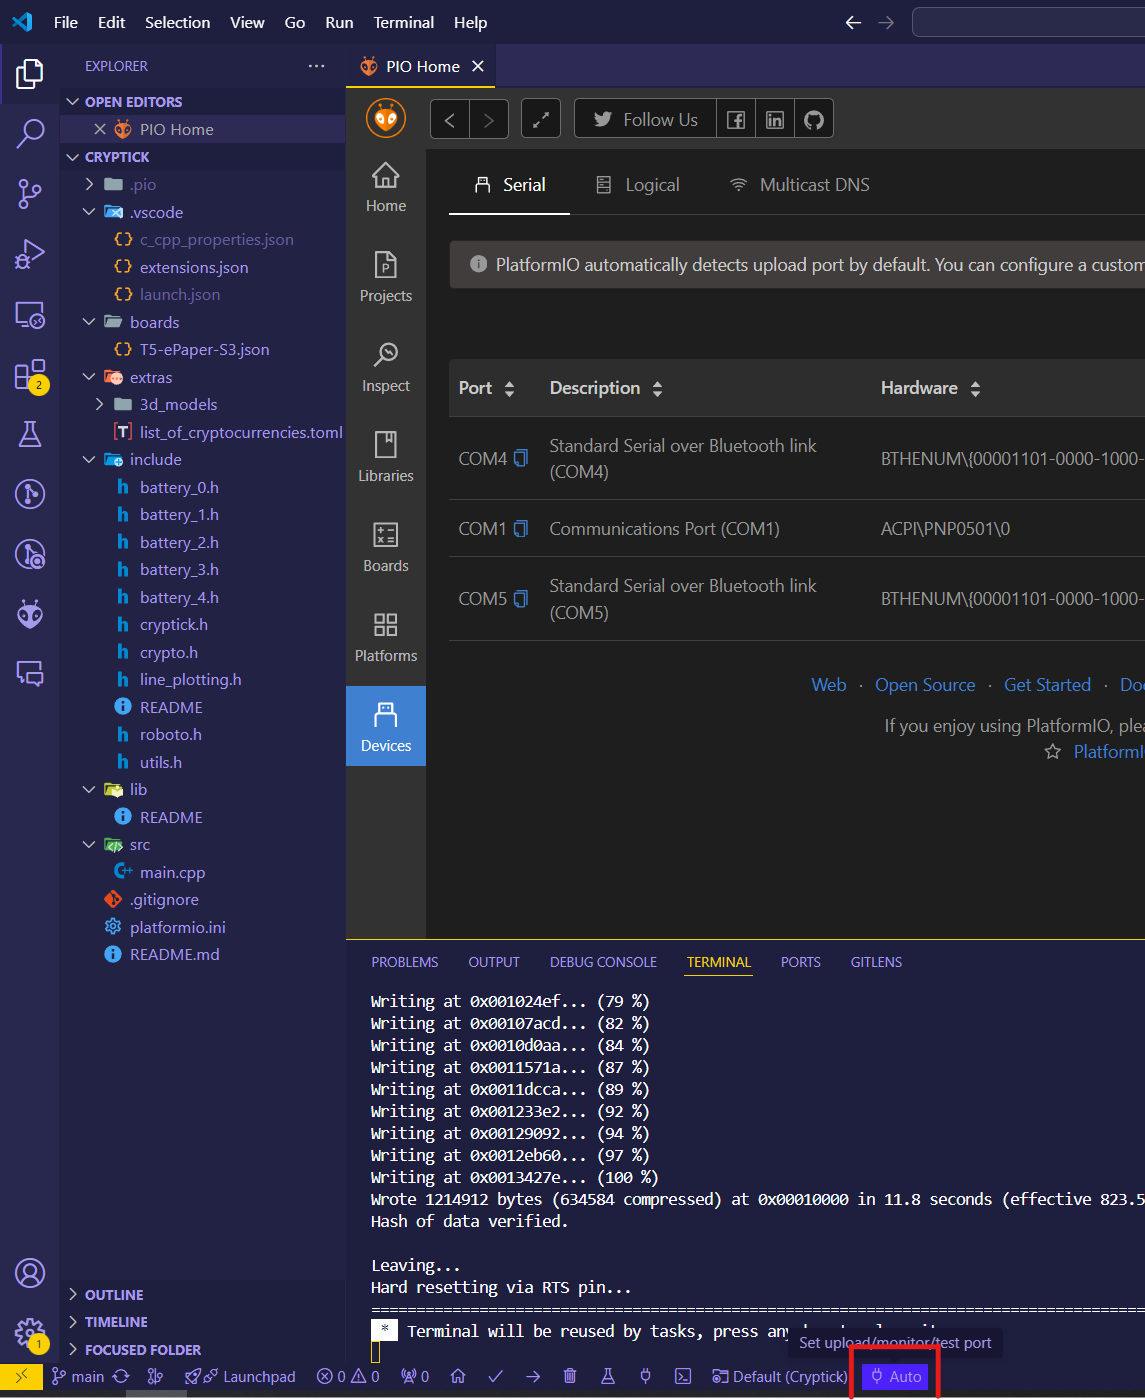 File Edit Selection View Go Run Terminal Help
EXPLORER
OPEN EDITORS
PIO Home
CRYPTICK
.pio
.vscode
c_cpp_properties.json
extensions.json
launch.json
boards
T5-ePaper-S3.json
extras
3d_models
list_of_cryptocurrencies.toml
include
battery_0.h
battery_1.h
battery_2.h
battery_3.h
battery_4.h
cryptick.h
crypto.h
line_plotting.h
README
roboto.h
utils.h
lib
README
src
main.cpp
.gitignore
platformio.ini
README.md
OUTLINE
TIMELINE
FOCUSED FOLDER
2
1
PIO Home
Follow Us
Home
Projects
Inspect
Libraries
Boards
Platforms
Devices
Serial Logical Multicast DNS
PlatformIO automatically detects upload port by default. You can configure a custom
Port Description Hardware
COM4 Standard Serial over Bluetooth link (COM4) BTHENUM\{00001101-0000-1000-
COM1 Communications Port (COM1) ACPI\PNP0501\0
COM5 Standard Serial over Bluetooth link (COM5) BTHENUM\{00001101-0000-1000-
Web · Open Source · Get Started ·
If you enjoy using PlatformIO,
PROBLEMS OUTPUT DEBUG CONSOLE TERMINAL PORTS GITLENS
Writing at 0x001024ef... (79 %)
Writing at 0x00107acd... (82 %)
Writing at 0x0010d0aa... (84 %)
Writing at 0x0011571a... (87 %)
Writing at 0x0011dcca... (89 %)
Writing at 0x001233e2... (92 %)
Writing at 0x00129092... (94 %)
Writing at 0x0012eb60... (97 %)
Writing at 0x0013427e... (100 %)
Wrote 1214912 bytes (634584 compressed) at 0x00010000 in 11.8 seconds (effective 823.5
Hash of data verified.
Leaving...
Hard resetting via RTS pin...
* Terminal will be reused by tasks, press
Set upload/monitor/test port
main Launchpad 0 0 0 Default (Cryptick) Auto